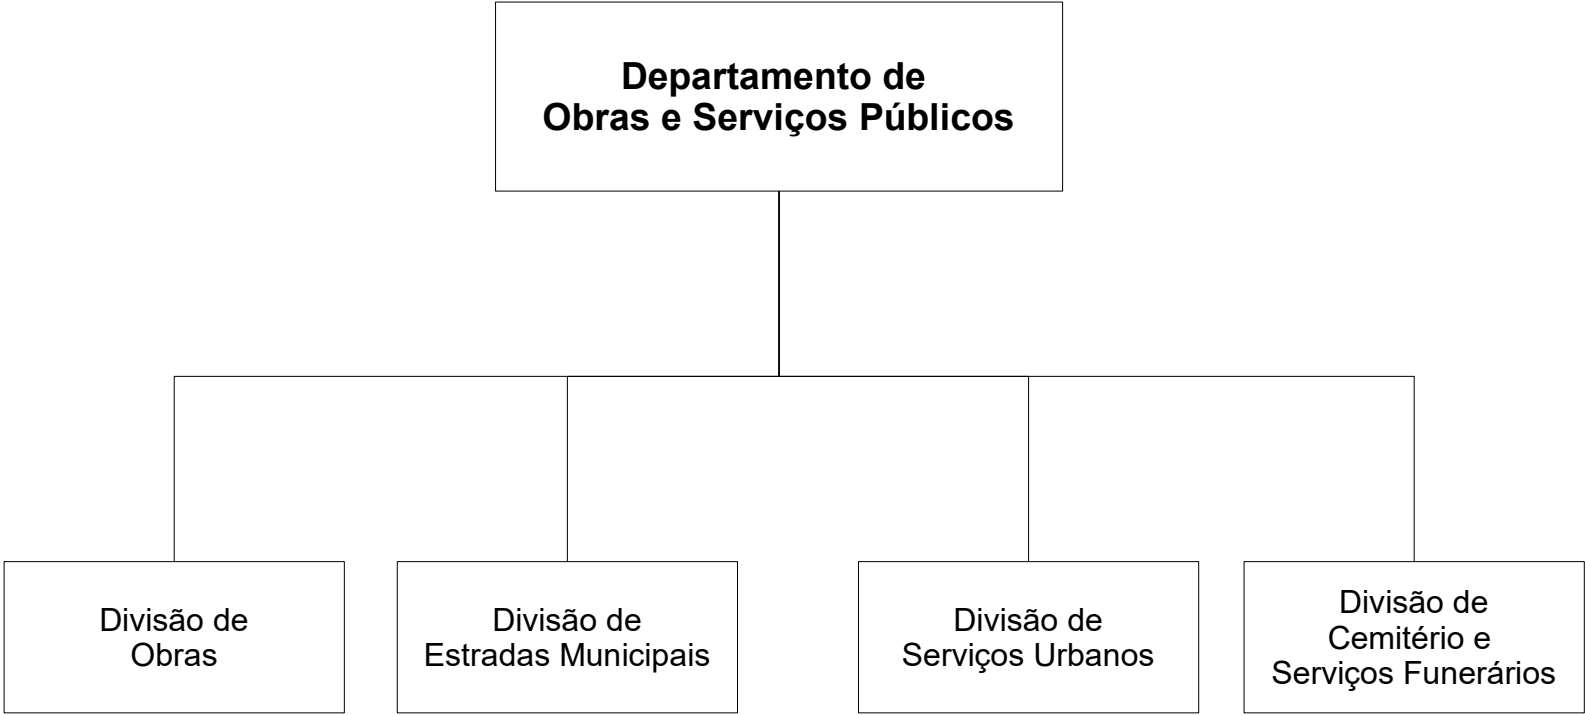 Departamento de
Obras e Serviços Públicos
Divisão de
Obras
Divisão de
Estradas Municipais
Divisão de
Serviços Urbanos
Divisão de
Cemitério e
Serviços Funerários